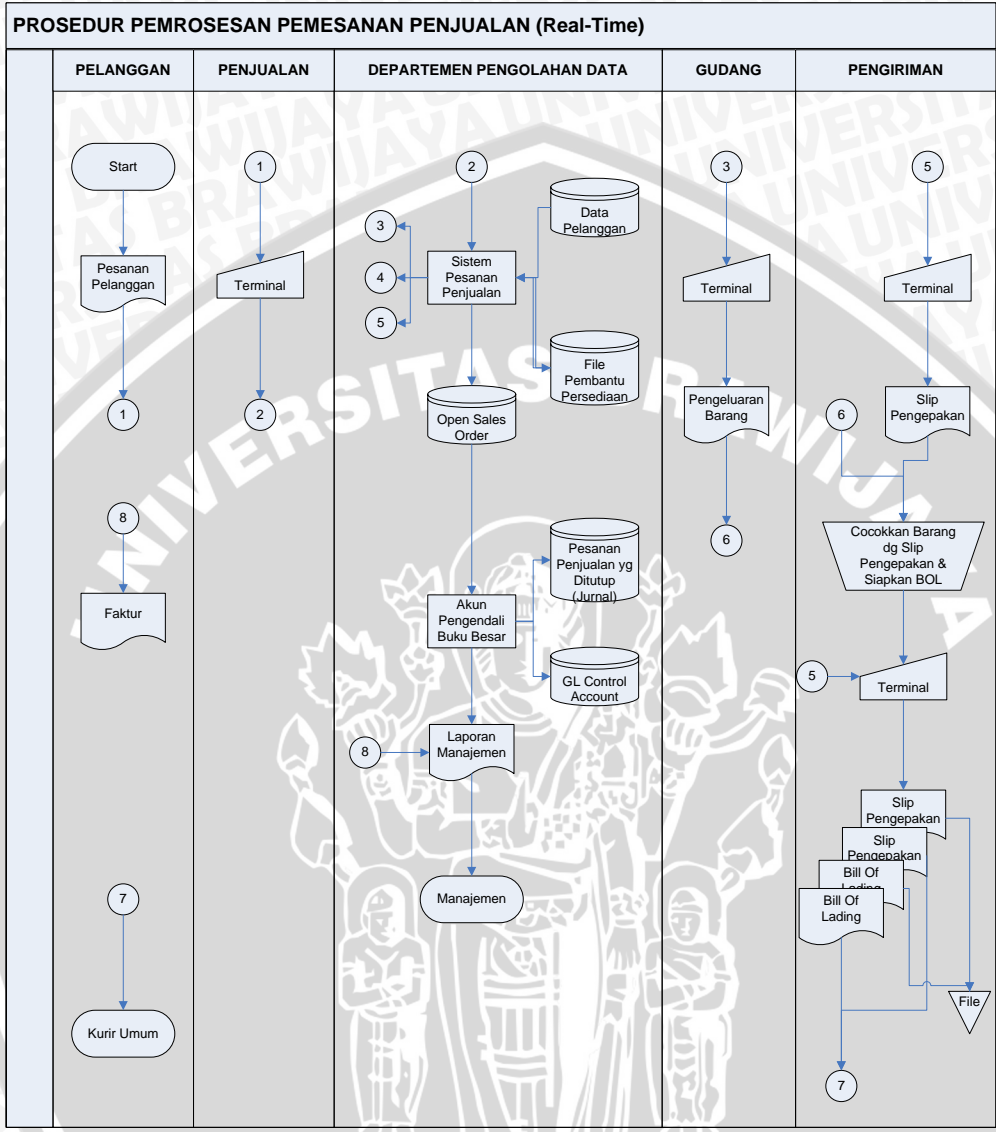 PROSEDUR PEMROSESAN PEMESANAN PENJUALAN (Real-Time)
PELANGGAN
PENJUALAN
DEPARTEMEN PENGOLAHAN DATA
GUDANG
PENGIRIMAN
Start
Pesanan
Pelanggan
1
8
Faktur
7
Kurir Umum
1
Terminal
2
2
Data
Pelanggan
3
4
5
Sistem
Pesanan
Penjualan
File
Pembantu
Persediaan
Open Sales
Order
Pesanan
Penjualan yg
Ditutup
(Jurnal)
Akun
Pengendali
Buku Besar
GL Control
Account
8
Laporan
Manajemen
Manajemen
3
Terminal
Pengeluaran
Barang
6
5
Terminal
6
Slip
Pengepakan
Cocokkan Barang
dg Slip
Pengepakan &
Siapkan BOL
5
Terminal
Slip
Pengepakan
Slip
Pengepakan
Bill Of
Lading
Bill Of
Lading
File
7
UNIVERSITAS BRAWIJAYA